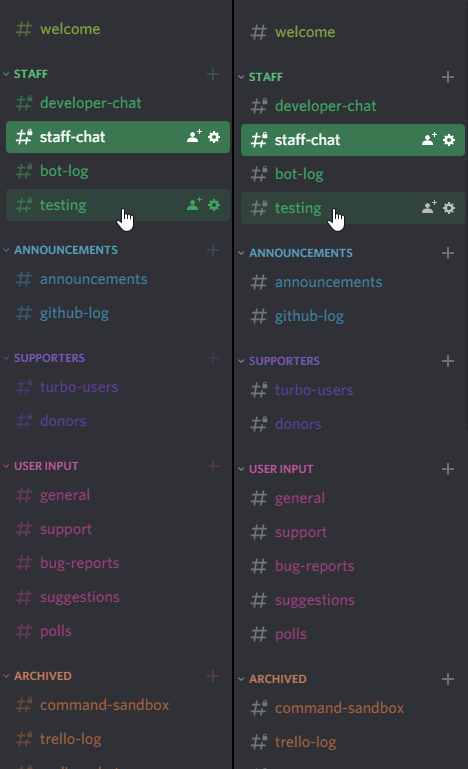 welcome
STAFF
developer-chat
staff-chat
bot-log
testing
ANNOUNCEMENTS
announcements
github-log
SUPPORTERS
turbo-users
donors
USER INPUT
general
support
bug-reports
suggestions
polls
ARCHIVED
command-sandbox
trello-log
welcome
STAFF
developer-chat
staff-chat
bot-log
testing
ANNOUNCEMENTS
announcements
github-log
SUPPORTERS
turbo-users
donors
USER INPUT
general
support
bug-reports
suggestions
polls
ARCHIVED
command-sandbox
trello-log